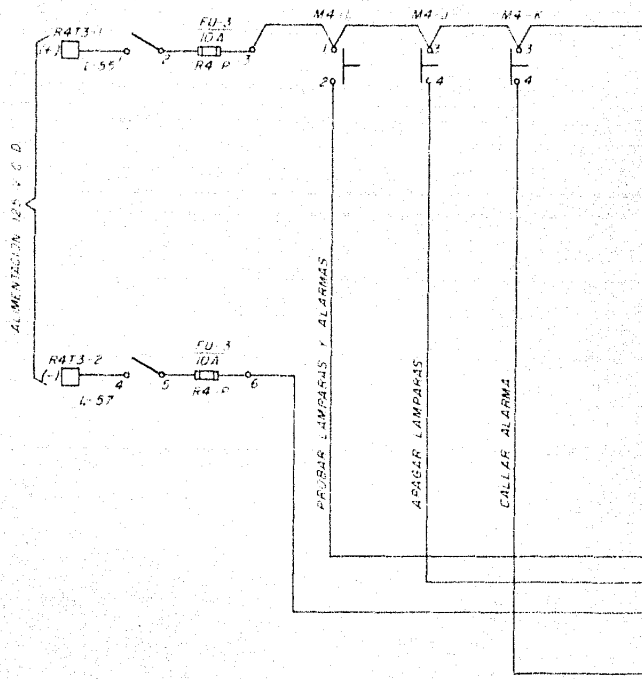 FU-3
10A
R4-P
M4-L
M4-J
M4-K
R4T3-1
(+)
L-55
1
2
3
1
2
3
4
3
4
ALIMENTACION 125 V C D
PROBAR LAMPARAS Y ALARMAS
APAGAR LAMPARAS
CALLAR ALARMA
R4T3-2
(-)
L-57
4
5
6
FU-3
10A
R4-P